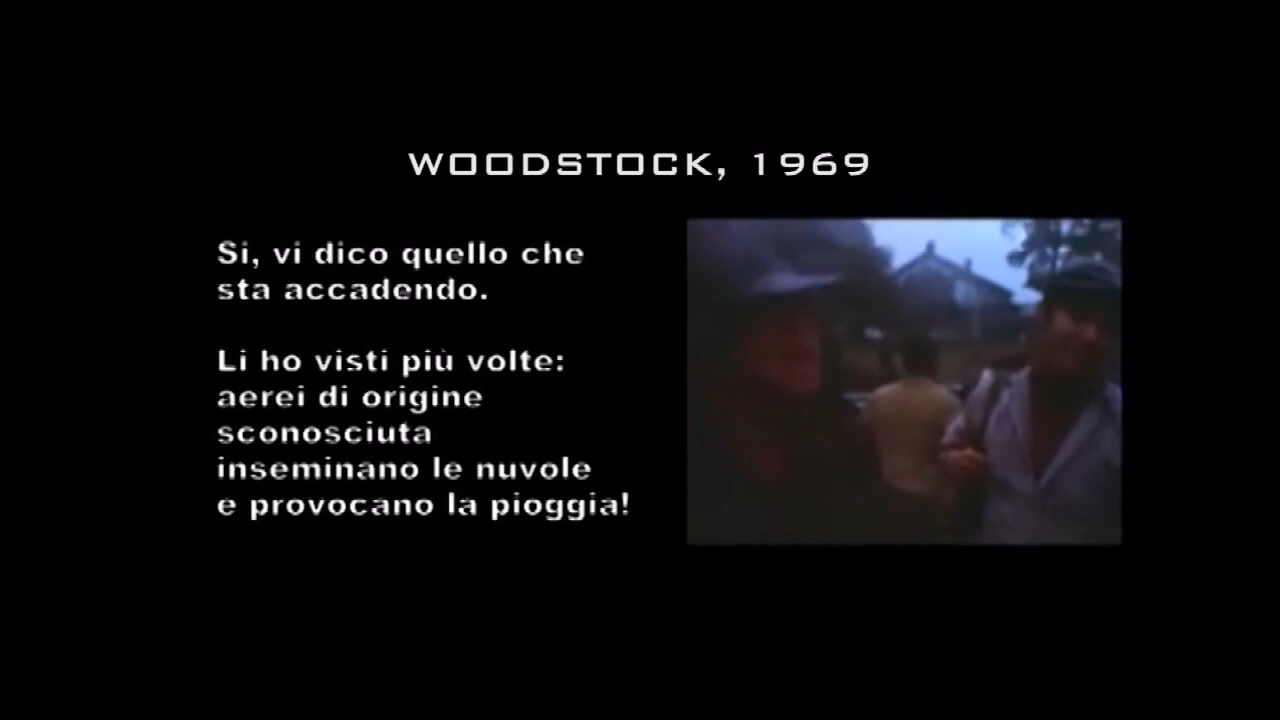 WOODSTOCK, 1969
Si, vi dico quello che
sta accadendo.
Li ho visti più volte:
aerei di origine
sconosciuta
inseminano le nuvole
e provocano la pioggia!